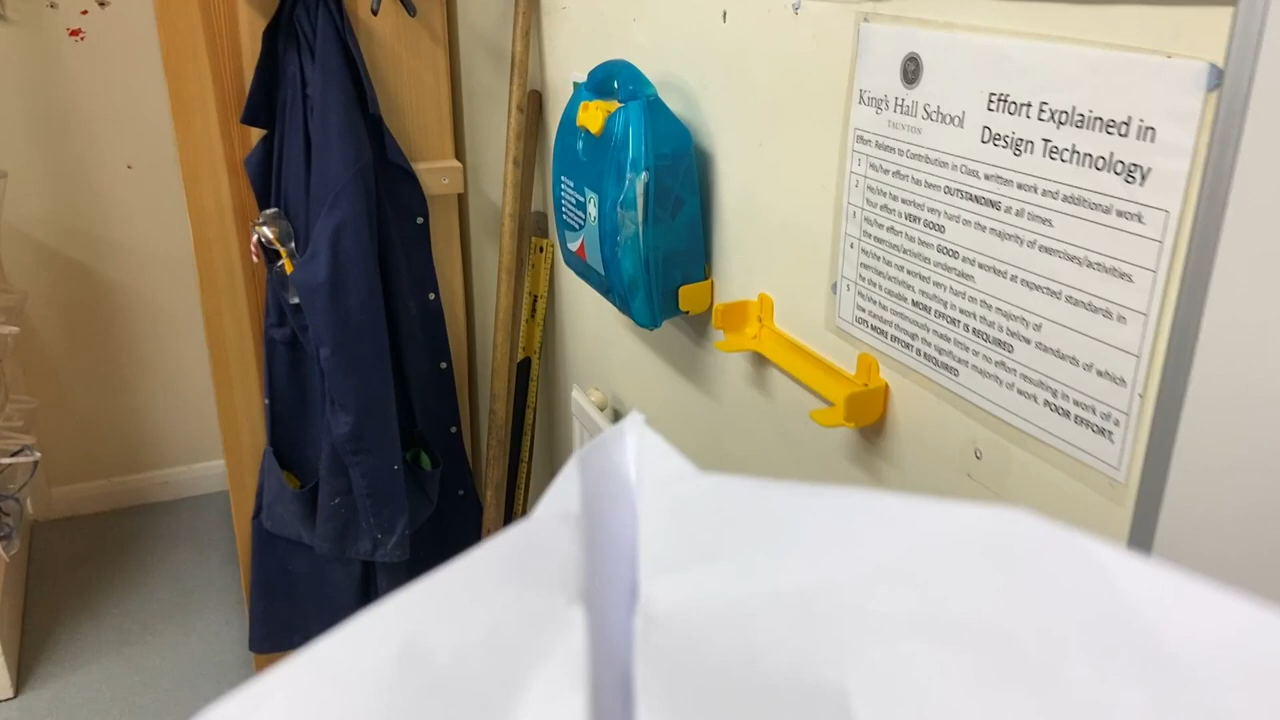 King's Hall School
TAUNTON
Effort Explained in
Design Technology
Effort: Relates to Contribution in Class, written work and additional work.
1 His/her effort has been OUTSTANDING at all times.
2 He/she has worked very hard on the majority of exercises/activities.
Your effort is VERY GOOD
3 His/her effort has been GOOD and worked at expected standards in
the exercises/activities undertaken.
4 He/she has not worked very hard on the majority of
exercises/activities, resulting in work that is below standards of which
he she is capable. MORE EFFORT IS REQUIRED
5 He/she has continuously made little or no effort resulting in work of a
low standard through the significant majority of work. POOR EFFORT,
LOTS MORE EFFORT IS REQUIRED